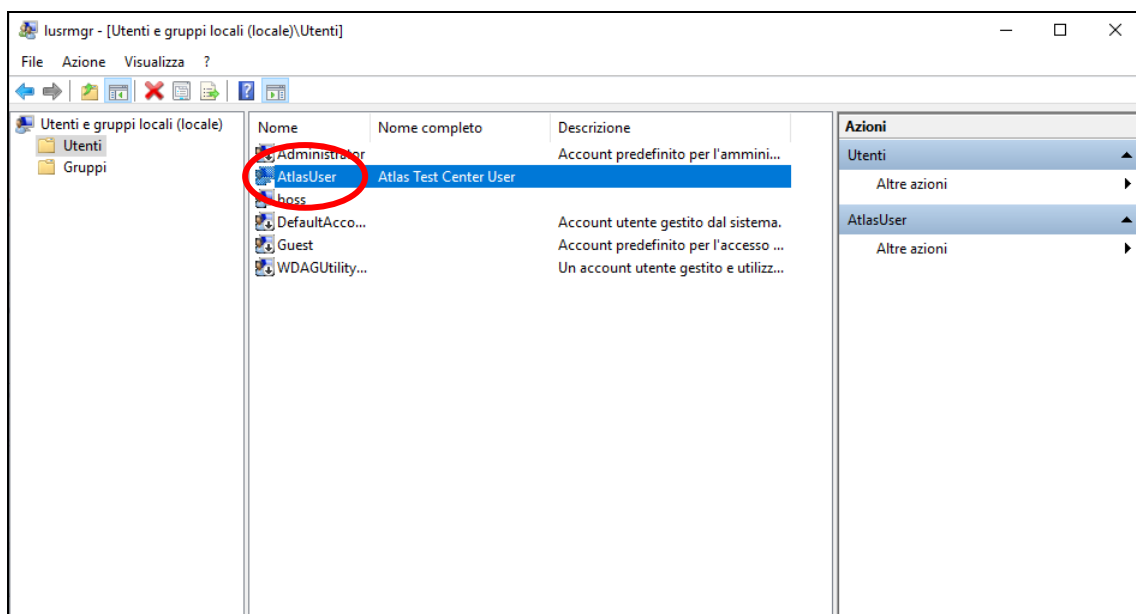 lusrmgr - [Utenti e gruppi locali (locale)\Utenti]
File Azione Visualizza ?
Utenti e gruppi locali (locale)
Utenti
Gruppi
Nome Nome completo Descrizione
Administrator Account predefinito per l'ammini...
AtlasUser Atlas Test Center User
boss
DefaultAcco... Account utente gestito dal sistema.
Guest Account predefinito per l'accesso ...
WDAGUtility... Un account utente gestito e utilizz...
Azioni
Utenti
Altre azioni
AtlasUser
Altre azioni